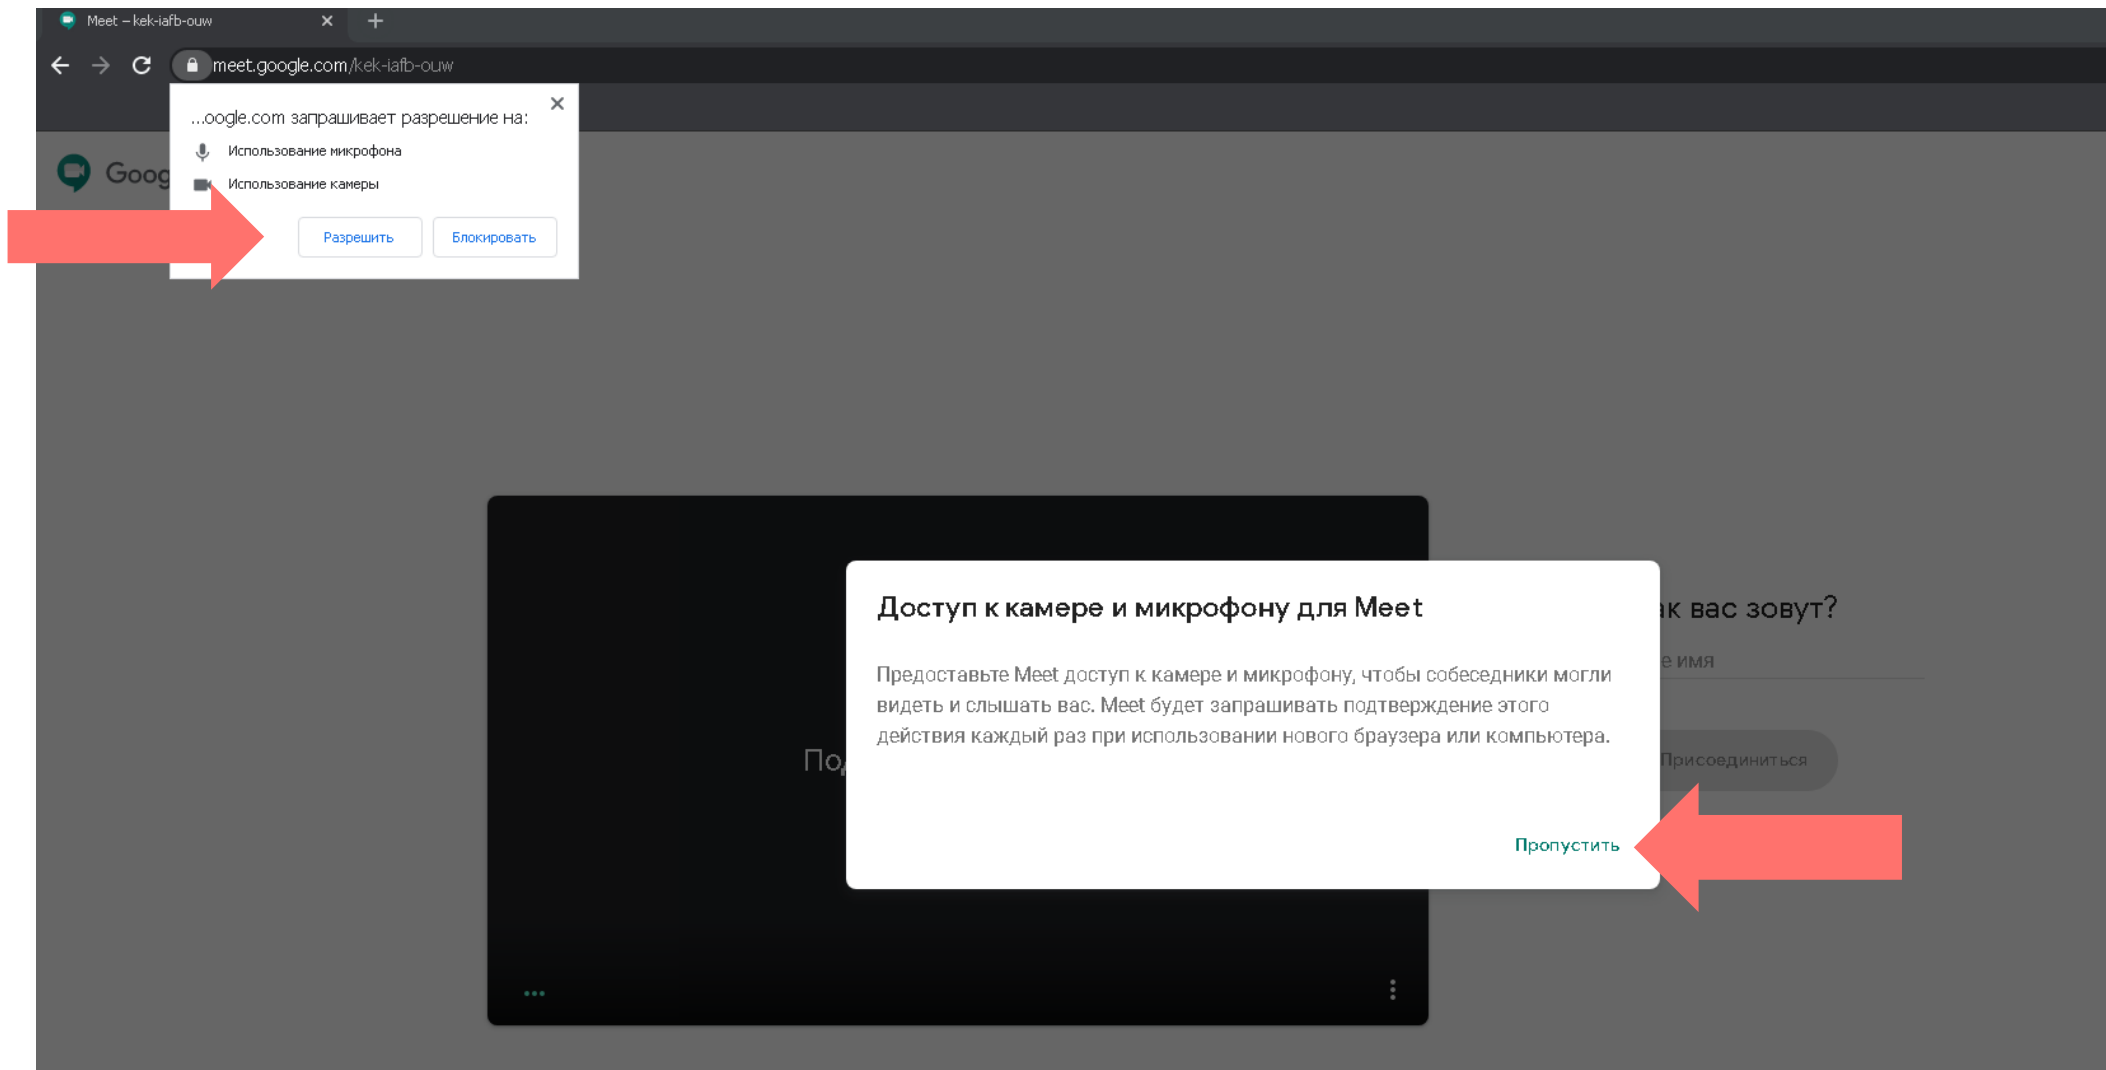 Meet – kek-iafb-ouw
meet.google.com/kek-iafb-ouw
...oogle.com запрашивает разрешение на:
Использование микрофона
Использование камеры
Разрешить
Блокировать
Goog
Доступ к камере и микрофону для Meet
Предоставьте Meet доступ к камере и микрофону, чтобы собеседники могли
видеть и слышать вас. Meet будет запрашивать подтверждение этого
действия каждый раз при использовании нового браузера или компьютера.
Пропустить
Под
ак вас зовут?
е имя
Присоединиться